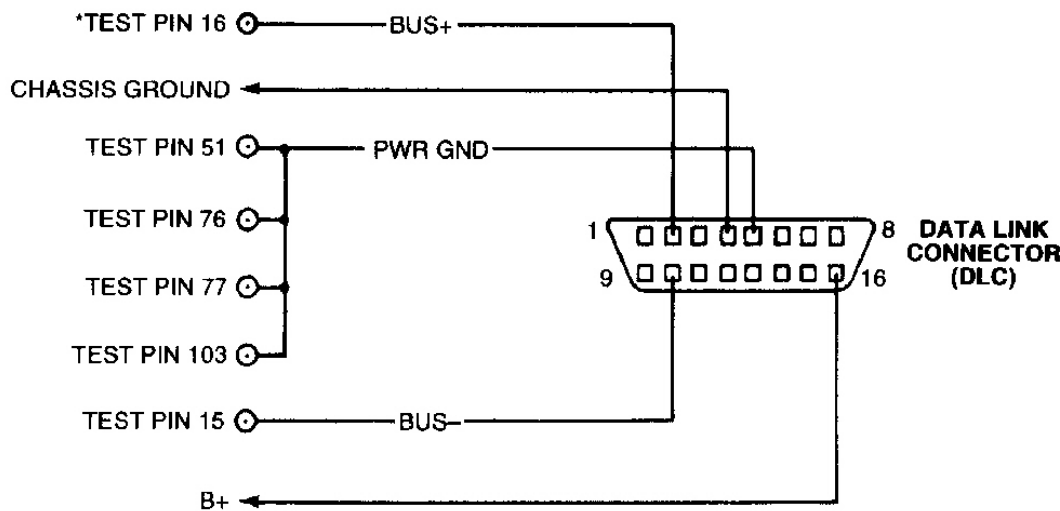 *TEST PIN 16 BUS+
CHASSIS GROUND
TEST PIN 51 PWR GND
TEST PIN 76
1 8 DATA LINK
CONNECTOR
(DLC)
9 16
TEST PIN 77
TEST PIN 103
TEST PIN 15 BUS–
B+